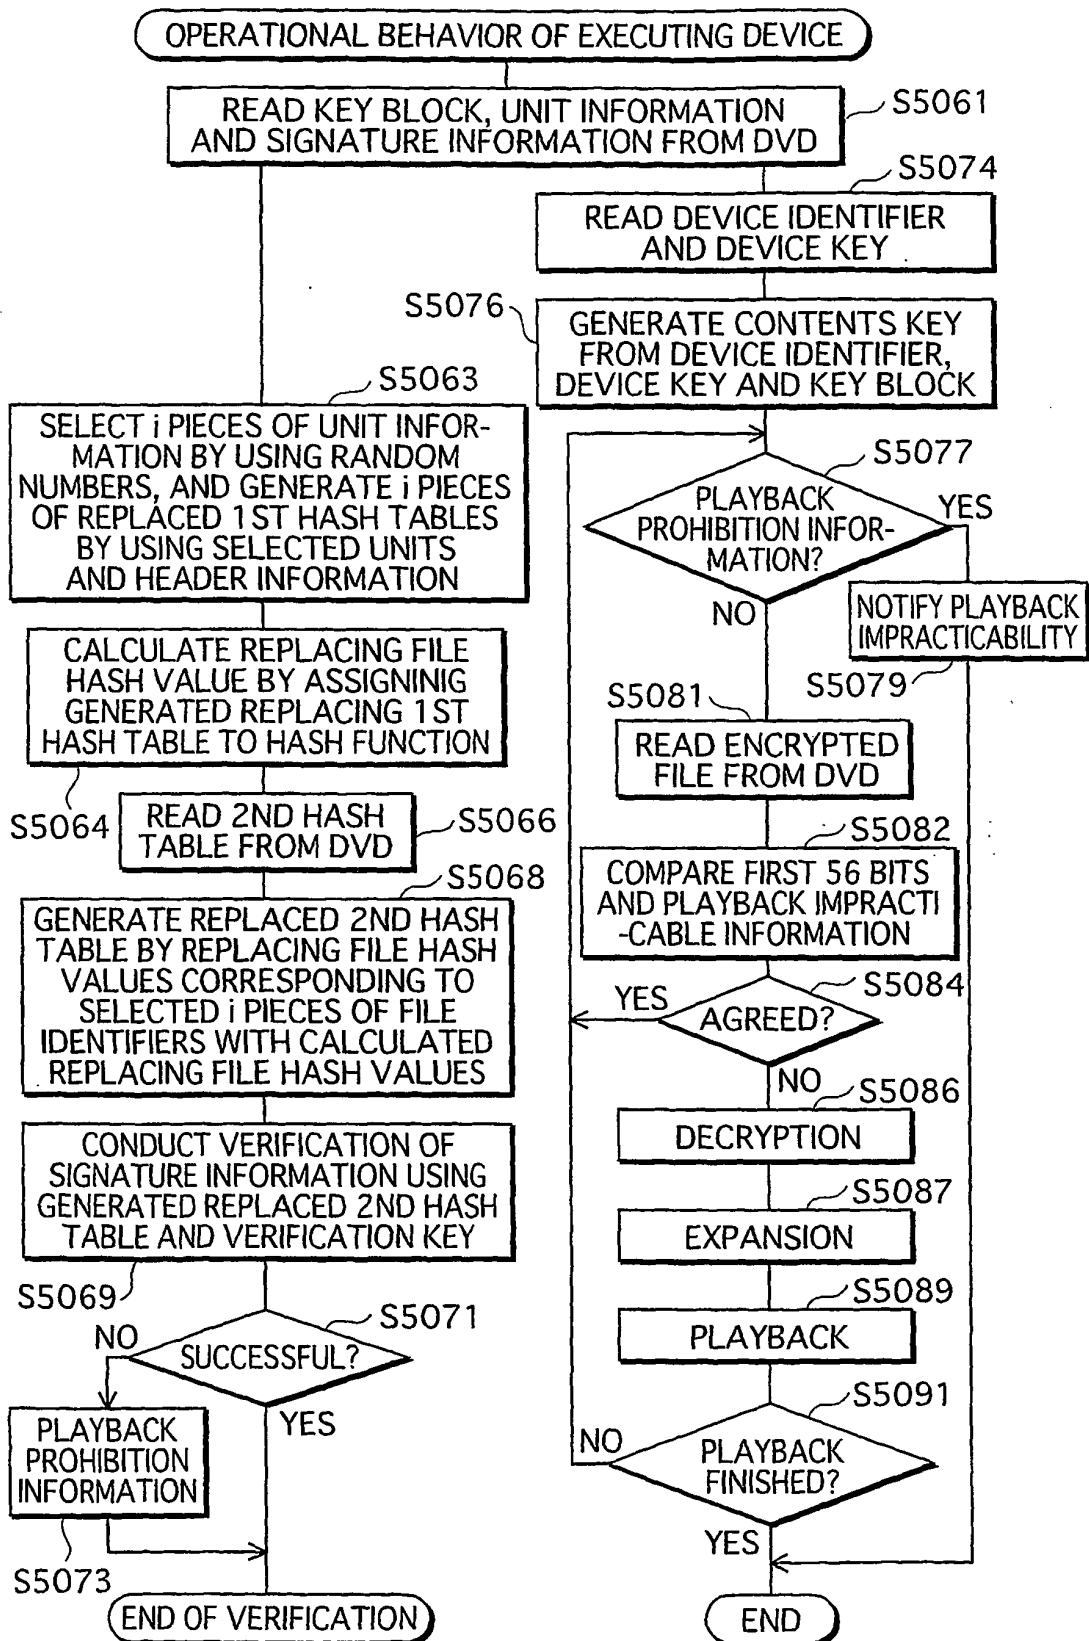 OPERATIONAL BEHAVIOR OF EXECUTING DEVICE
READ KEY BLOCK, UNIT INFORMATION
AND SIGNATURE INFORMATION FROM DVD
S5061
S5074
READ DEVICE IDENTIFIER
AND DEVICE KEY
S5076
GENERATE CONTENTS KEY
FROM DEVICE IDENTIFIER,
DEVICE KEY AND KEY BLOCK
S5063
SELECT i PIECES OF UNIT INFOR-
MATION BY USING RANDOM
NUMBERS, AND GENERATE i PIECES
OF REPLACED 1ST HASH TABLES
BY USING SELECTED UNITS
AND HEADER INFORMATION
CALCULATE REPLACING FILE
HASH VALUE BY ASSIGNINIG
GENERATED REPLACING 1ST
HASH TABLE TO HASH FUNCTION
S5064
READ 2ND HASH
TABLE FROM DVD
S5066
S5068
GENERATE REPLACED 2ND HASH
TABLE BY REPLACING FILE HASH
VALUES CORRESPONDING TO
SELECTED i PIECES OF FILE
IDENTIFIERS WITH CALCULATED
REPLACING FILE HASH VALUES
CONDUCT VERIFICATION OF
SIGNATURE INFORMATION USING
GENERATED REPLACED 2ND HASH
TABLE AND VERIFICATION KEY
S5069
S5071
NO
SUCCESSFUL?
YES
PLAYBACK
PROHIBITION
INFORMATION
S5073
END OF VERIFICATION
S5077
PLAYBACK
PROHIBITION INFOR-
MATION?
YES
NO
NOTIFY PLAYBACK
IMPRACTICABILITY
S5079
S5081
READ ENCRYPTED
FILE FROM DVD
S5082
COMPARE FIRST 56 BITS
AND PLAYBACK IMPRACTI
-CABLE INFORMATION
S5084
YES
AGREED?
NO
S5086
DECRYPTION
S5087
EXPANSION
S5089
PLAYBACK
S5091
NO
PLAYBACK
FINISHED?
YES
END